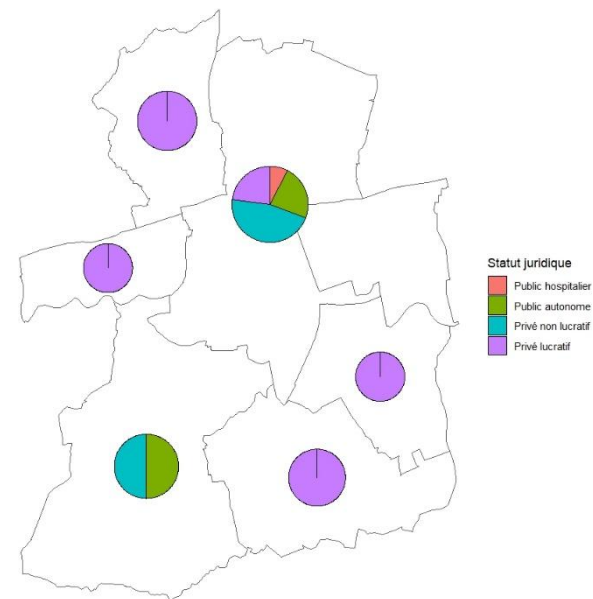 Statut juridique
Public hospitalier
Public autonome
Privé non lucratif
Privé lucratif